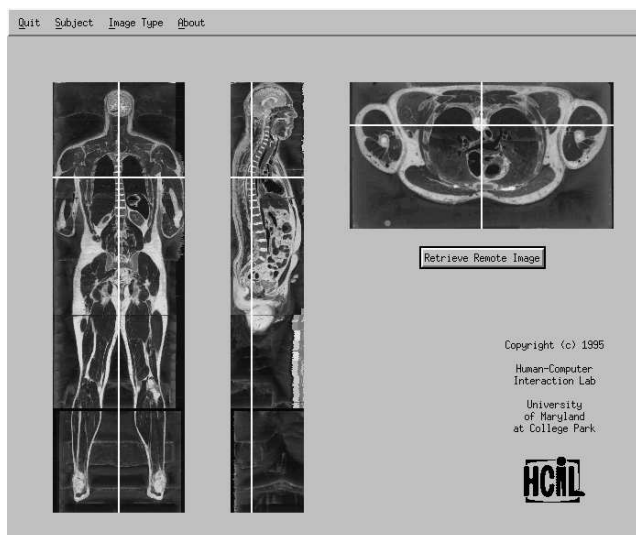 Quit Subject Image Type About
Retrieve Remote Image
Copyright (c) 1995
Human-Computer
Interaction Lab
University
of Maryland
at College Park
HCIL